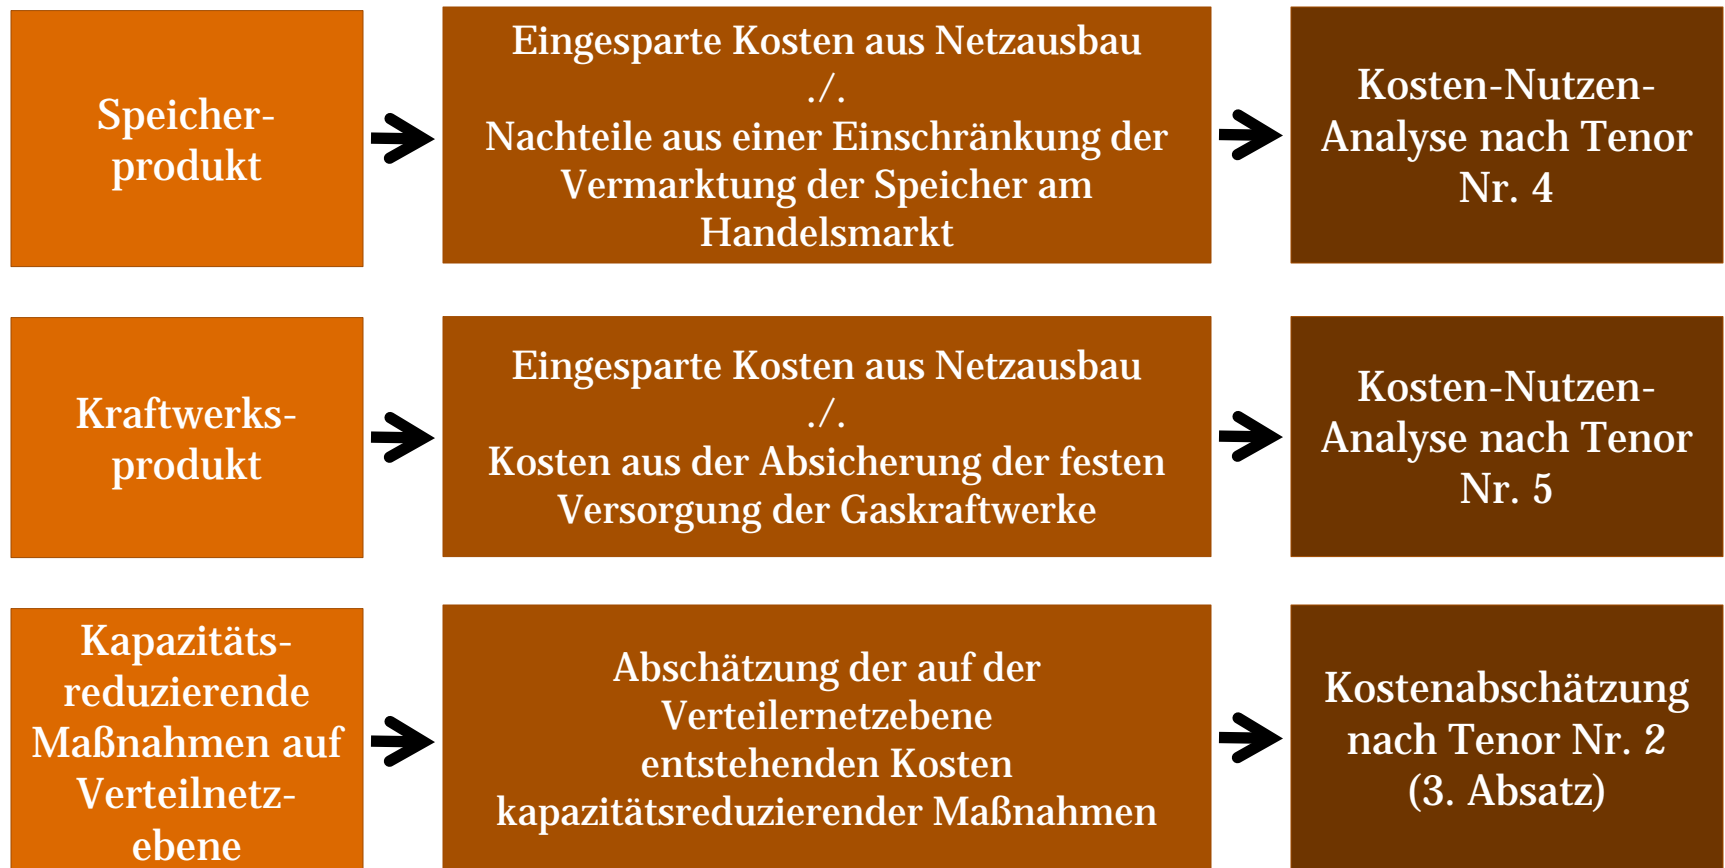 Speicher-
produkt
Eingesparte Kosten aus Netzausbau
./.
Nachteile aus einer Einschränkung der
Vermarktung der Speicher am
Handelsmarkt
Kosten-Nutzen-
Analyse nach Tenor
Nr. 4
Kraftwerks-
produkt
Eingesparte Kosten aus Netzausbau
./.
Kosten aus der Absicherung der festen
Versorgung der Gaskraftwerke
Kosten-Nutzen-
Analyse nach Tenor
Nr. 5
Kapazitäts-
reduzierende
Maßnahmen auf
Verteilnetz-
ebene
Abschätzung der auf der
Verteilernetzebene
entstehenden Kosten
kapazitätsreduzierender Maßnahmen
Kostenabschätzung
nach Tenor Nr. 2
(3. Absatz)